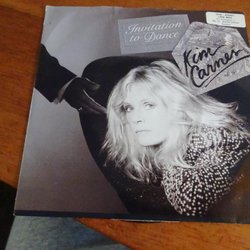 Invitation
to Dance
Kim
Carnes